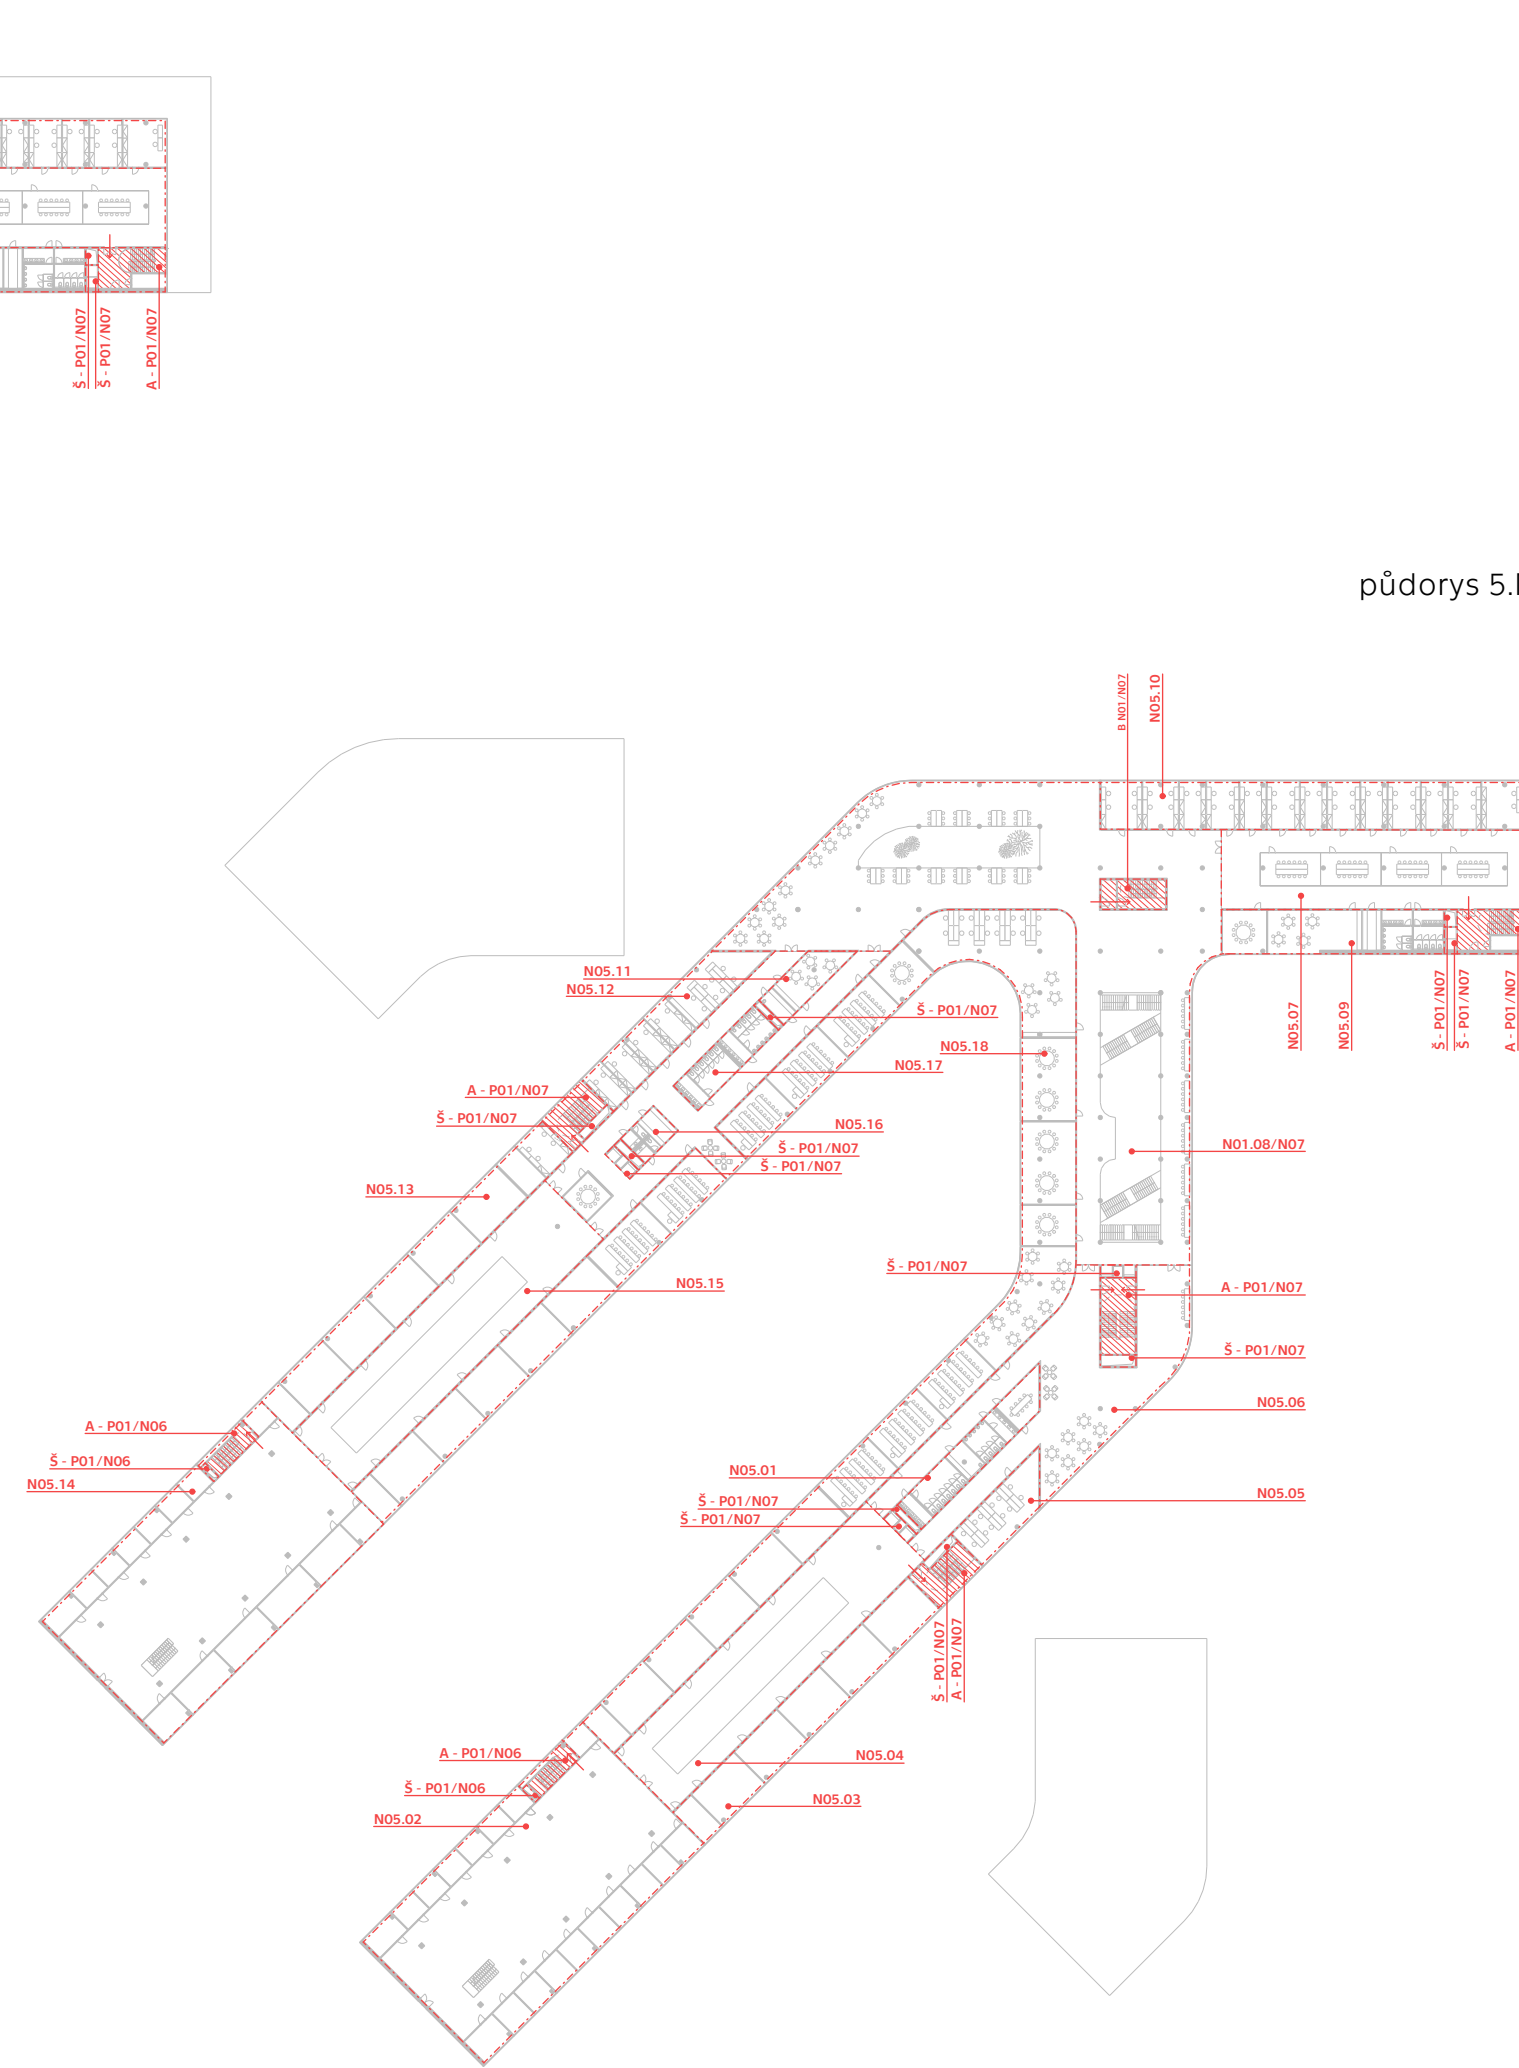 Š - P01/N07
Š - P01/N07
A - P01/N07
půdorys 5.
B N01/N07
N05.10
N05.11
N05.12
Š - P01/N07
N05.18
N05.17
A - P01/N07
Š - P01/N07
N05.16
Š - P01/N07
Š - P01/N07
N05.13
N05.07
N05.09
Š - P01/N07
Š - P01/N07
A - P01/N07
N01.08/N07
Š - P01/N07
N05.15
A - P01/N07
Š - P01/N07
N05.06
A - P01/N06
Š - P01/N06
N05.14
N05.01
Š - P01/N07
Š - P01/N07
N05.05
Š - P01/N07
A - P01/N07
A - P01/N06
Š - P01/N06
N05.02
N05.04
N05.03